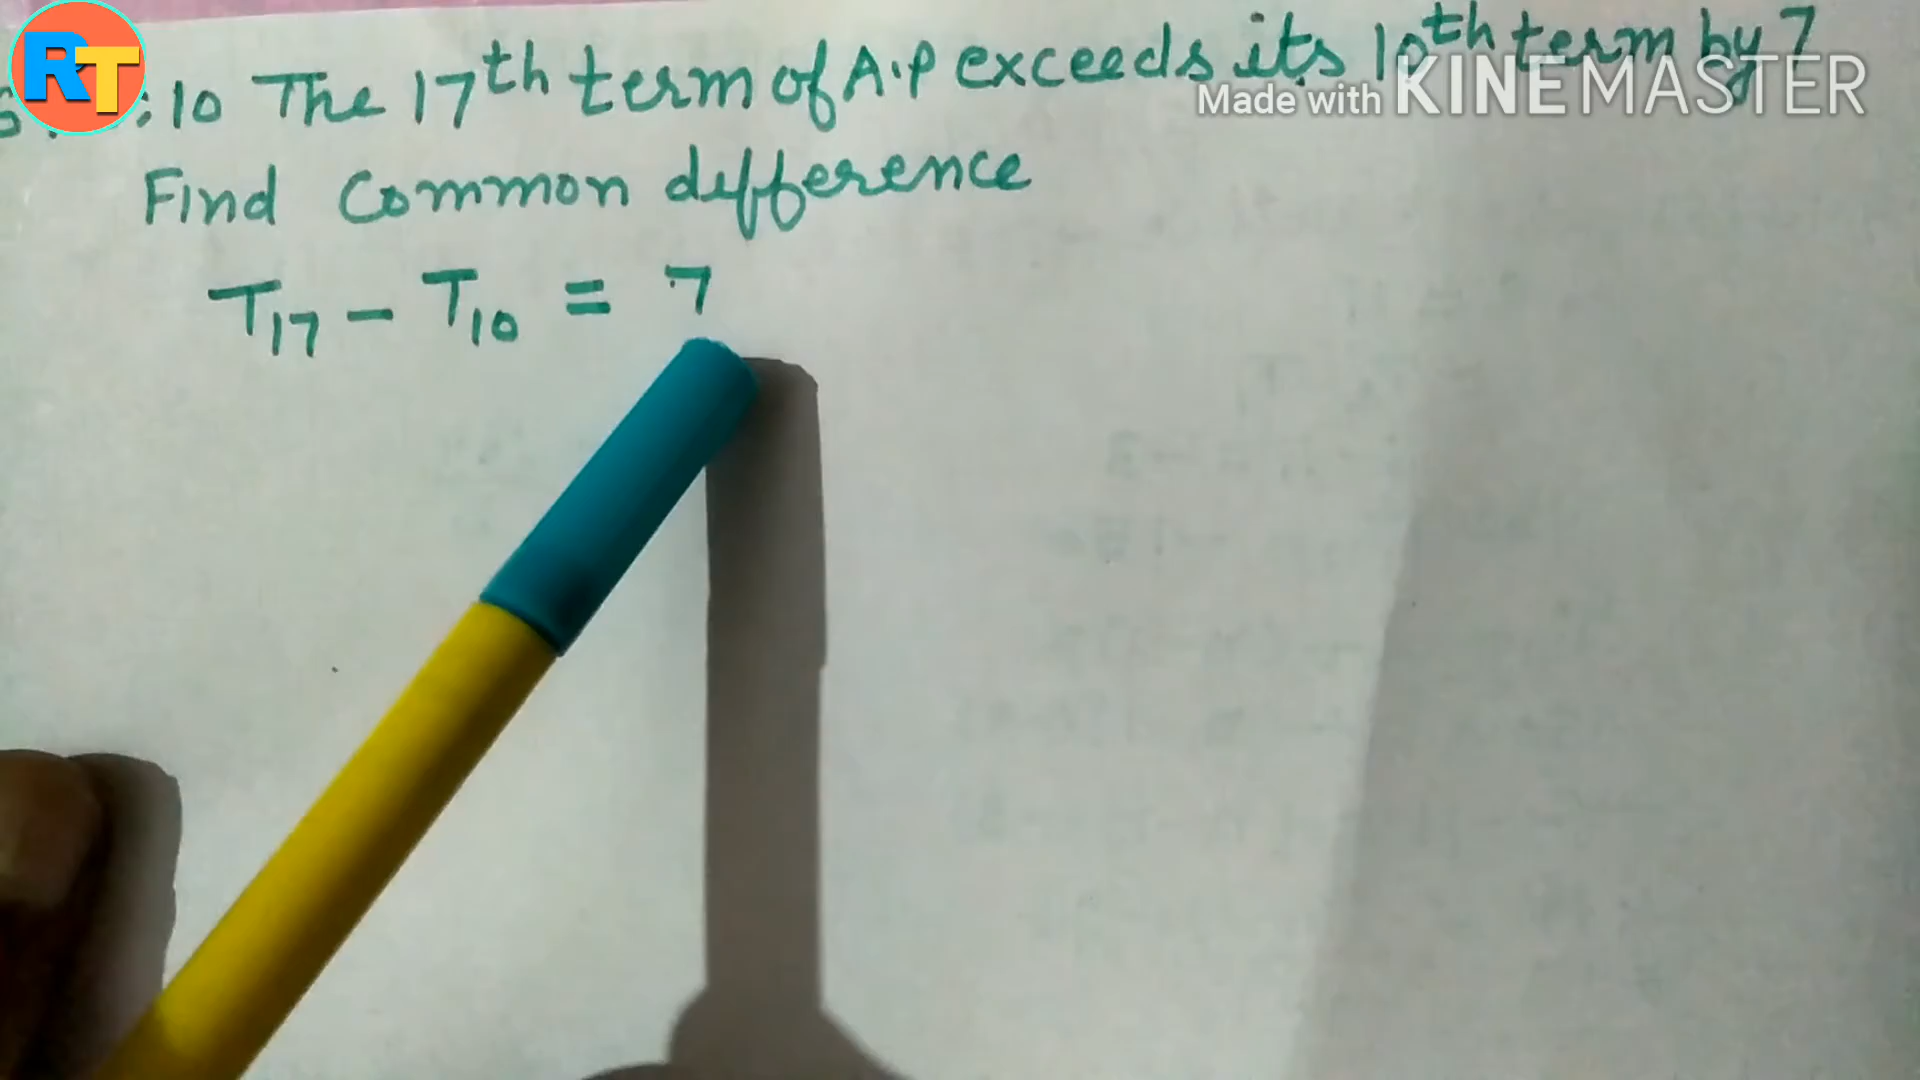 RT
:10 The 17th term of A.P exceeds its 10th term by 7
Made with KINEMASTER
Find Common difference
T17 - T10 = 7